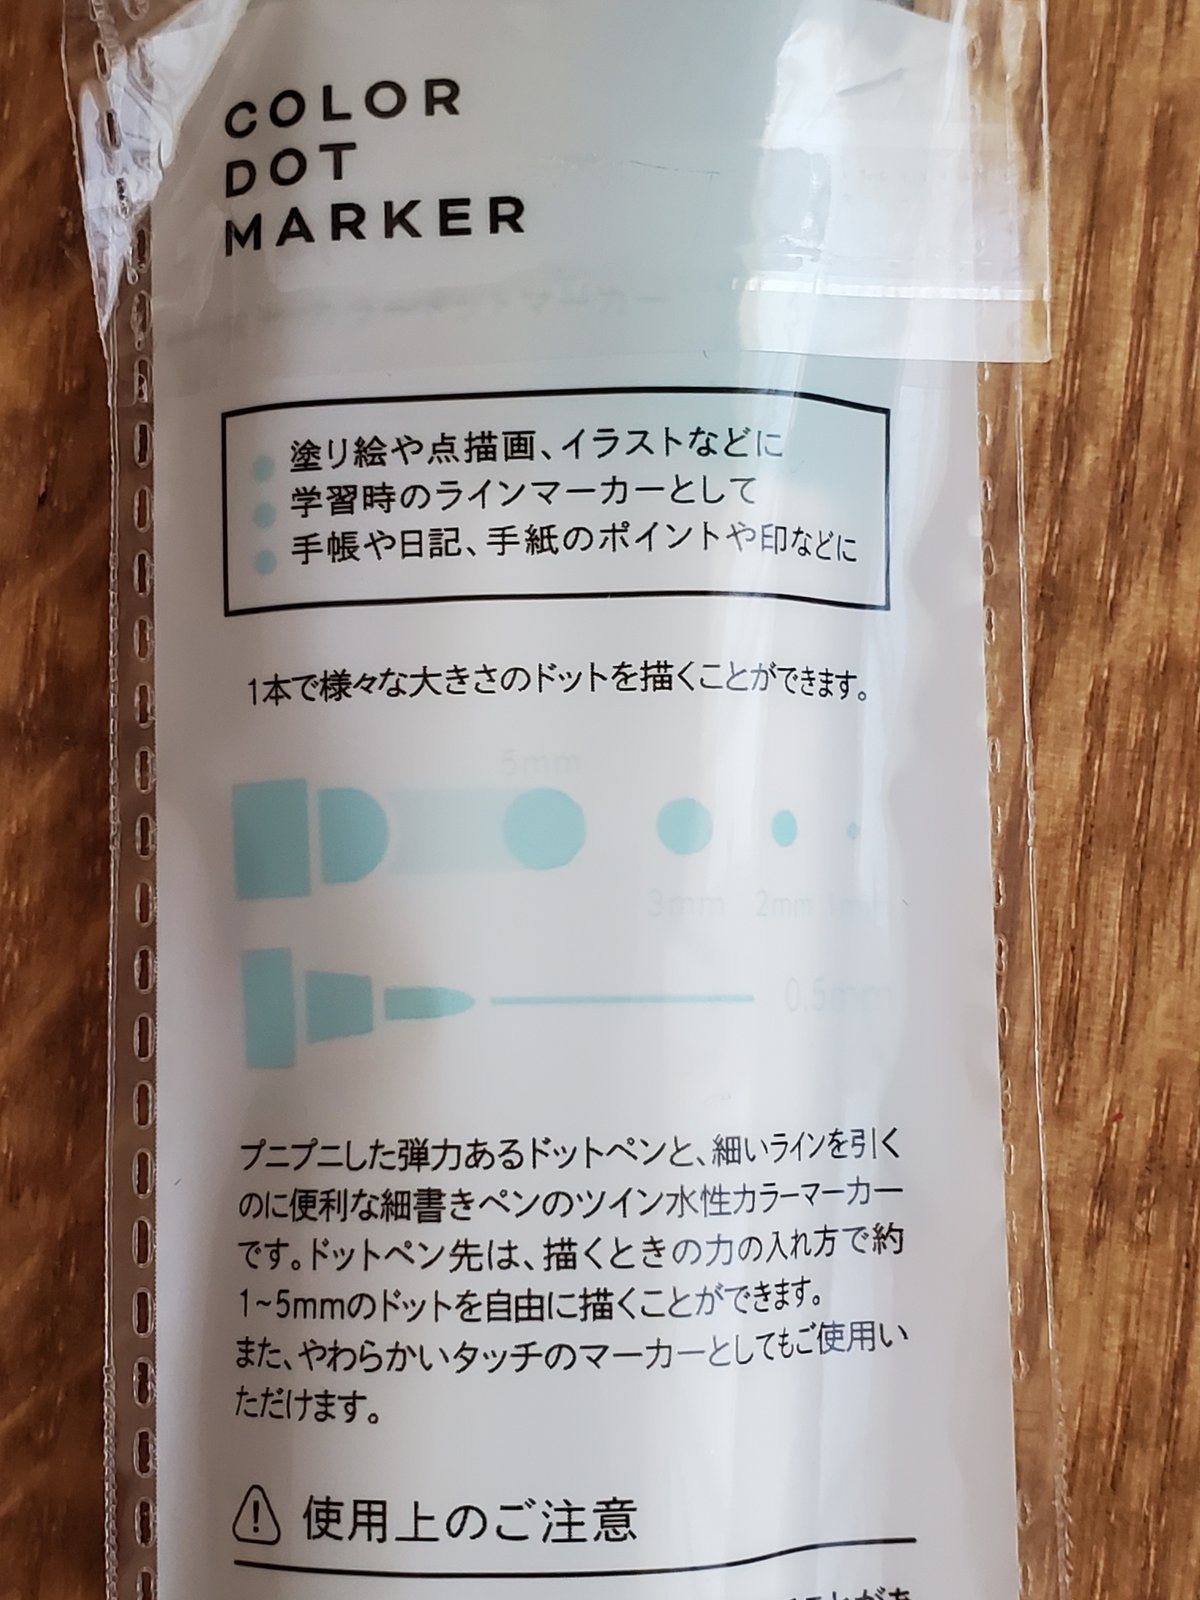 COLOR
DOT
MARKER
塗り絵や点描画、イラストなどに
学習時のラインマーカーとして
手帳や日記、手紙のポイントや印などに
1本で様々な大きさのドットを描くことができます。
5mm
3mm 2mm 1mm
0.5mm
プニプニした弾力あるドットペンと、細いラインを引く
のに便利な細書きペンのツイン水性カラーマーカー
です。ドットペン先は、描くときの力の入れ方で約
1~5mmのドットを自由に描くことができます。
また、やわらかいタッチのマーカーとしてもご使用い
ただけます。
使用上のご注意